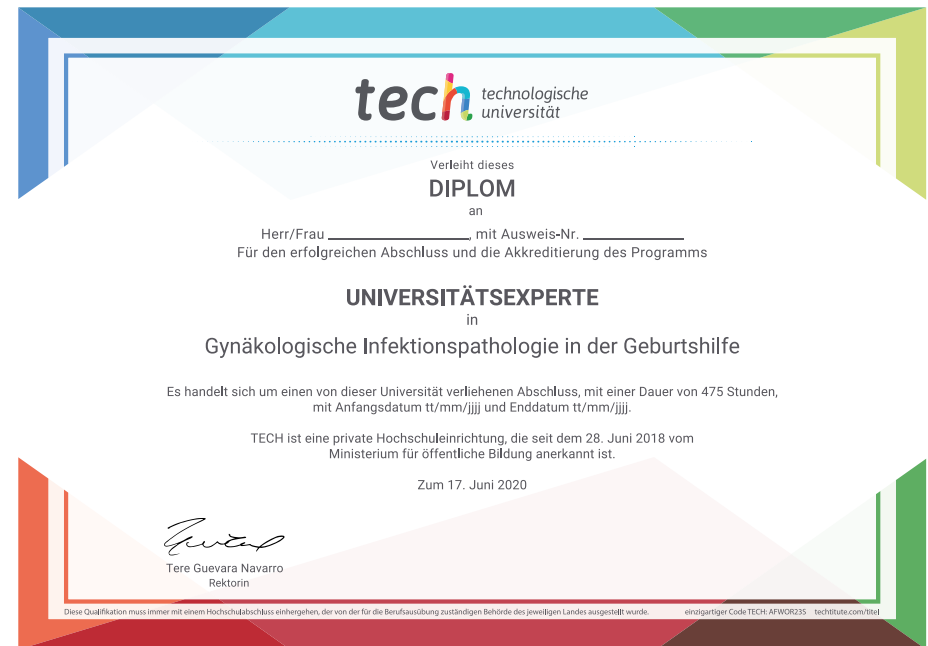 tech technologische
universität
Verleiht dieses
DIPLOM
an
Herr/Frau ____________, mit Ausweis-Nr. ____________
Für den erfolgreichen Abschluss und die Akkreditierung des Programms
UNIVERSITÄTSEXPERTE
in
Gynäkologische Infektionspathologie in der Geburtshilfe
Es handelt sich um einen von dieser Universität verliehenen Abschluss, mit einer Dauer von 475 Stunden,
mit Anfangsdatum tt/mm/jjjj und Enddatum tt/mm/jjjj.
TECH ist eine private Hochschuleinrichtung, die seit dem 28. Juni 2018 vom
Ministerium für öffentliche Bildung anerkannt ist.
Zum 17. Juni 2020
Tere Guevara Navarro
Rektorin
Diese Qualifikation muss immer mit einem Hochschulabschluss einhergehen, der von der für die Berufsausübung zuständigen Behörde des jeweiligen Landes ausgestellt wurde. einzigartiger Code TECH: AFWOR23S techtitute.com/titel